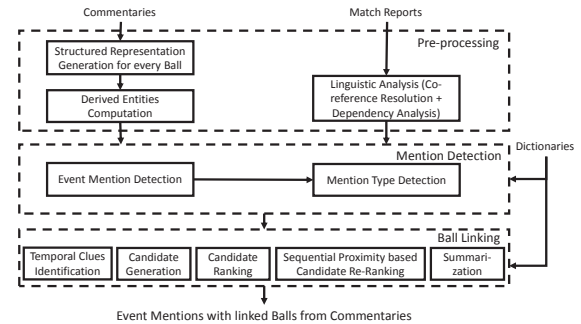 Commentaries
Match Reports
Pre-processing
Structured Representation
Generation for every Ball
Derived Entities
Computation
Linguistic Analysis (Co-
reference Resolution +
Dependency Analysis)
Mention Detection
Dictionaries
Event Mention Detection
Mention Type Detection
Ball Linking
Temporal Clues
Identification
Candidate
Generation
Candidate
Ranking
Sequential Proximity based
Candidate Re-Ranking
Summari-
zation
Event Mentions with linked Balls from Commentaries